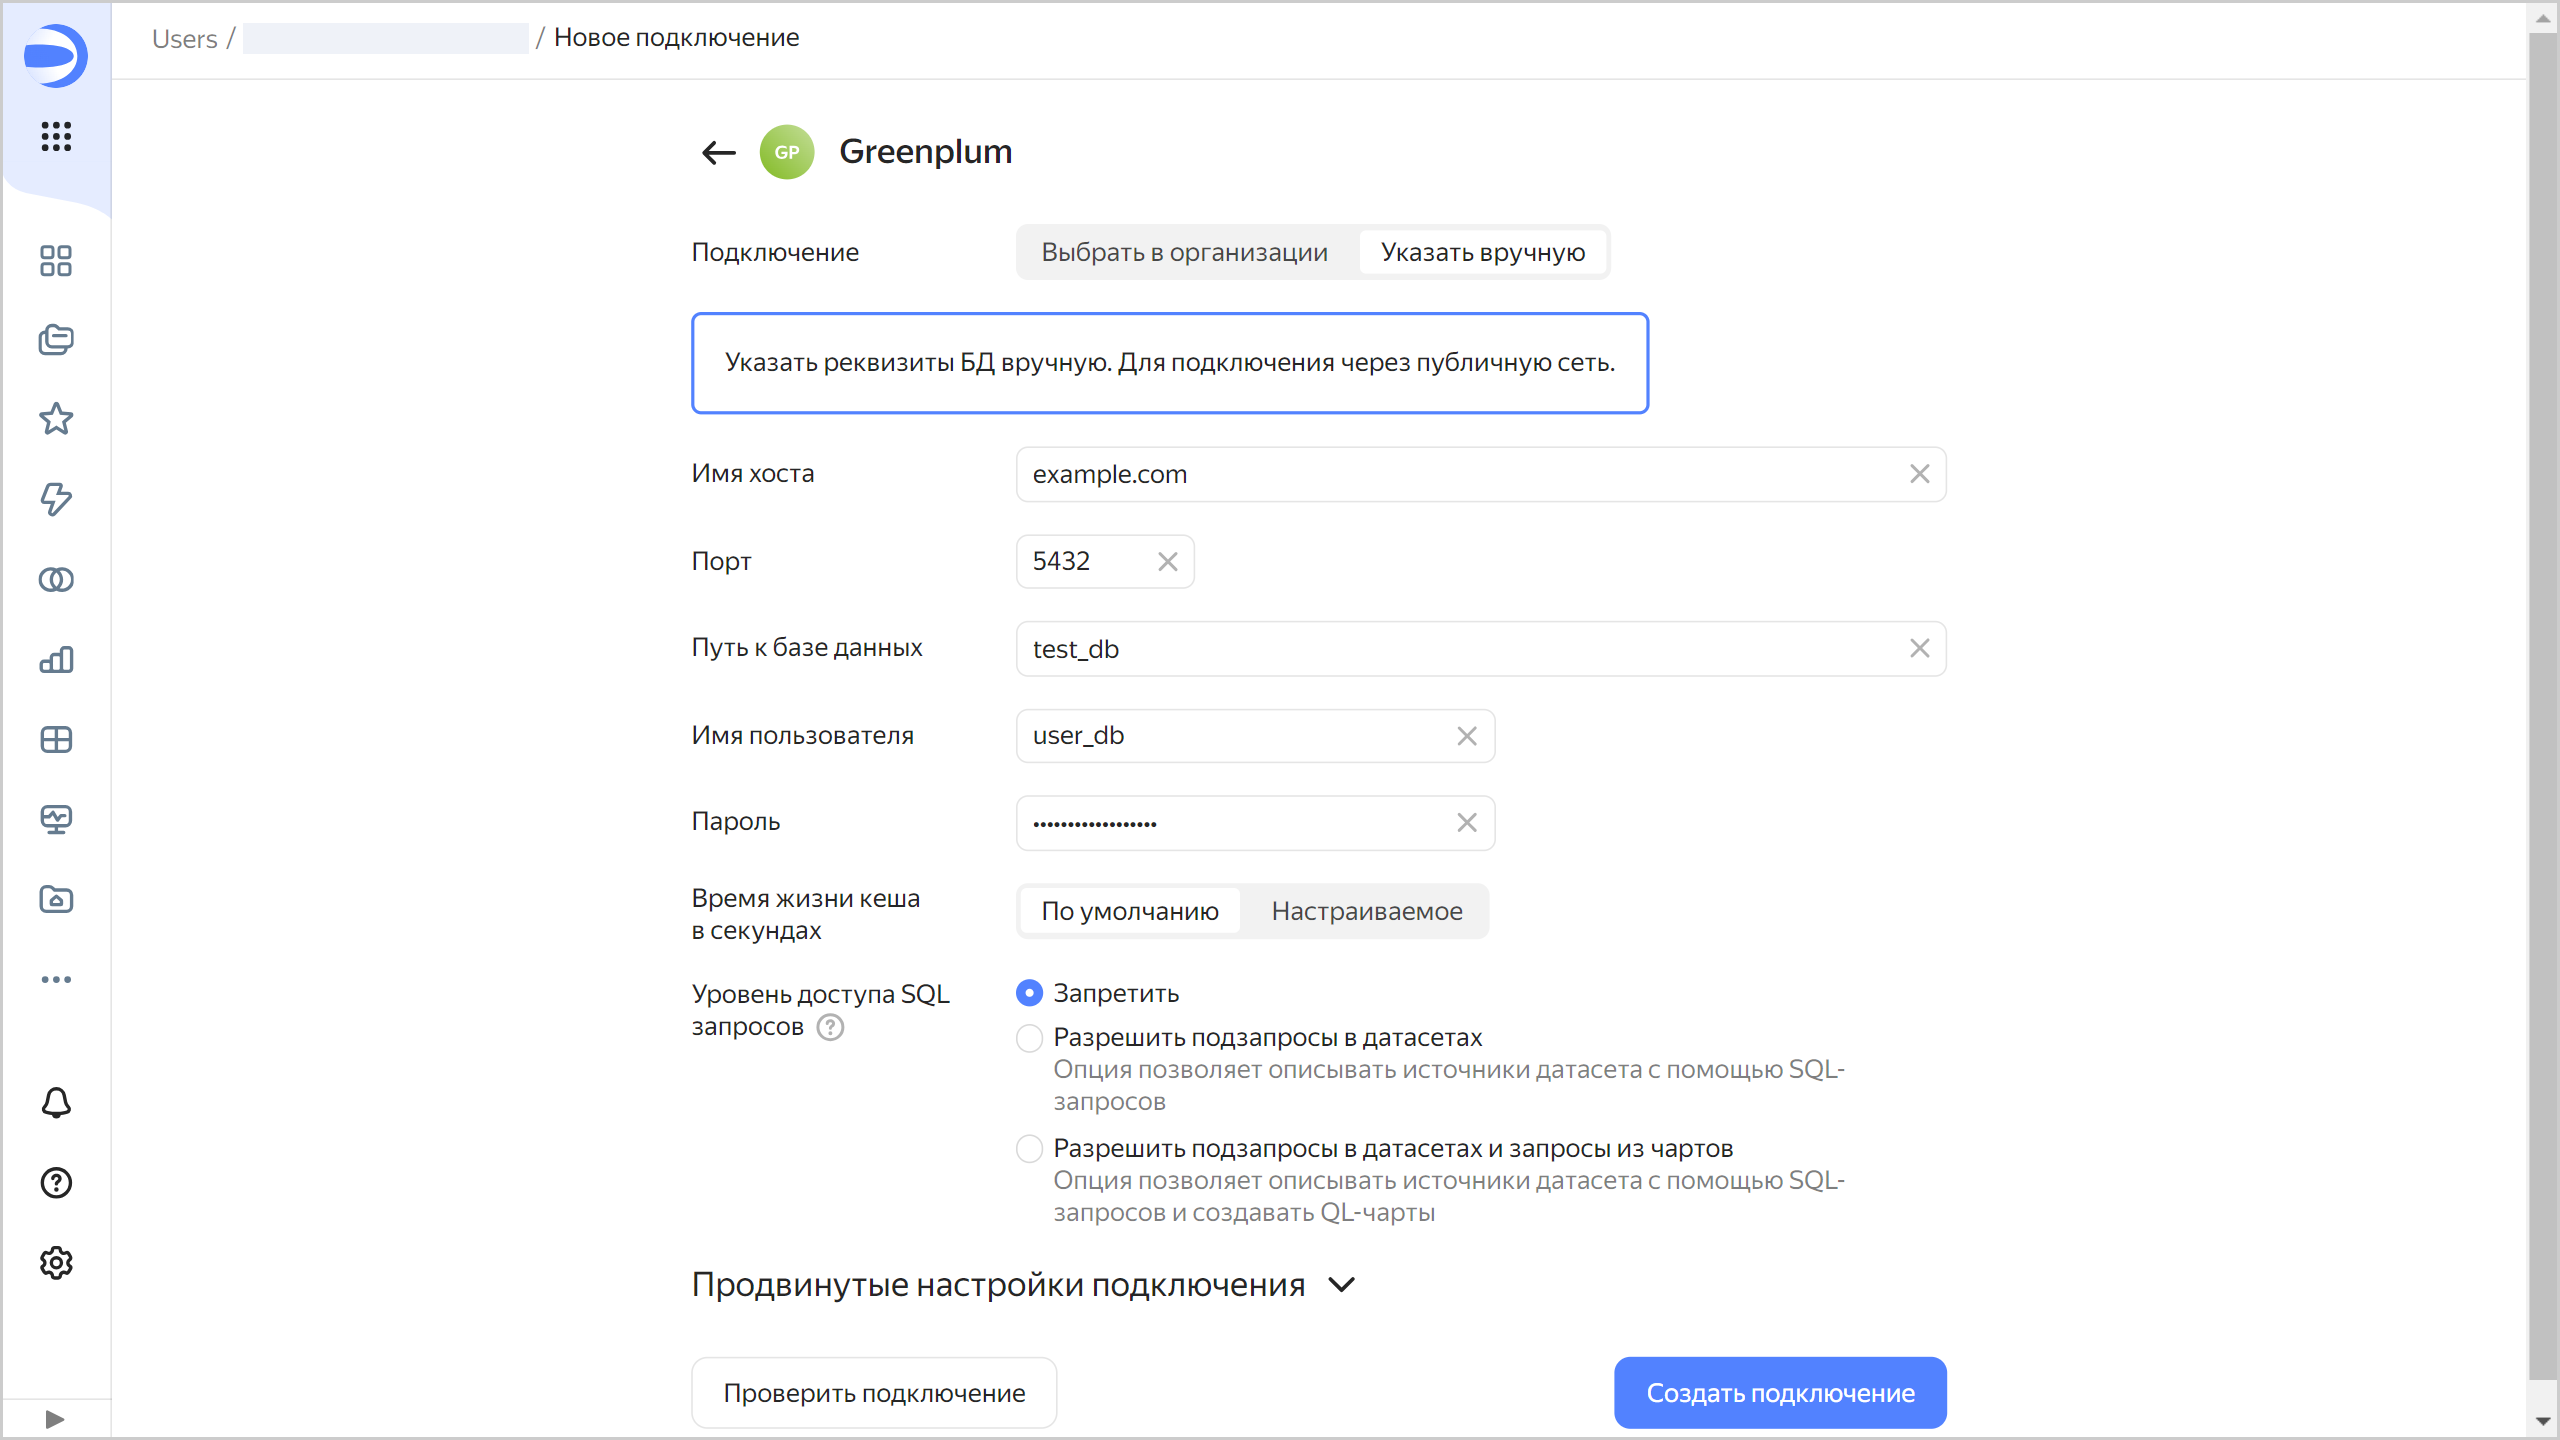 Users / / Новое подключение
GP Greenplum
Подключение Выбрать в организации Указать вручную
Указать реквизиты БД вручную. Для подключения через публичную сеть.
Имя хоста example.com
Порт 5432
Путь к базе данных test_db
Имя пользователя user_db
Пароль ••••••••••••••••••
Время жизни кеша
в секундах
По умолчанию Настраиваемое
Уровень доступа SQL
запросов ?
Запретить
Разрешить подзапросы в датасетах
Опция позволяет описывать источники датасета с помощью SQL-
запросов
Разрешить подзапросы в датасетах и запросы из чартов
Опция позволяет описывать источники датасета с помощью SQL-
запросов и создавать QL-чарты
Продвинутые настройки подключения
Проверить подключение Создать подключение